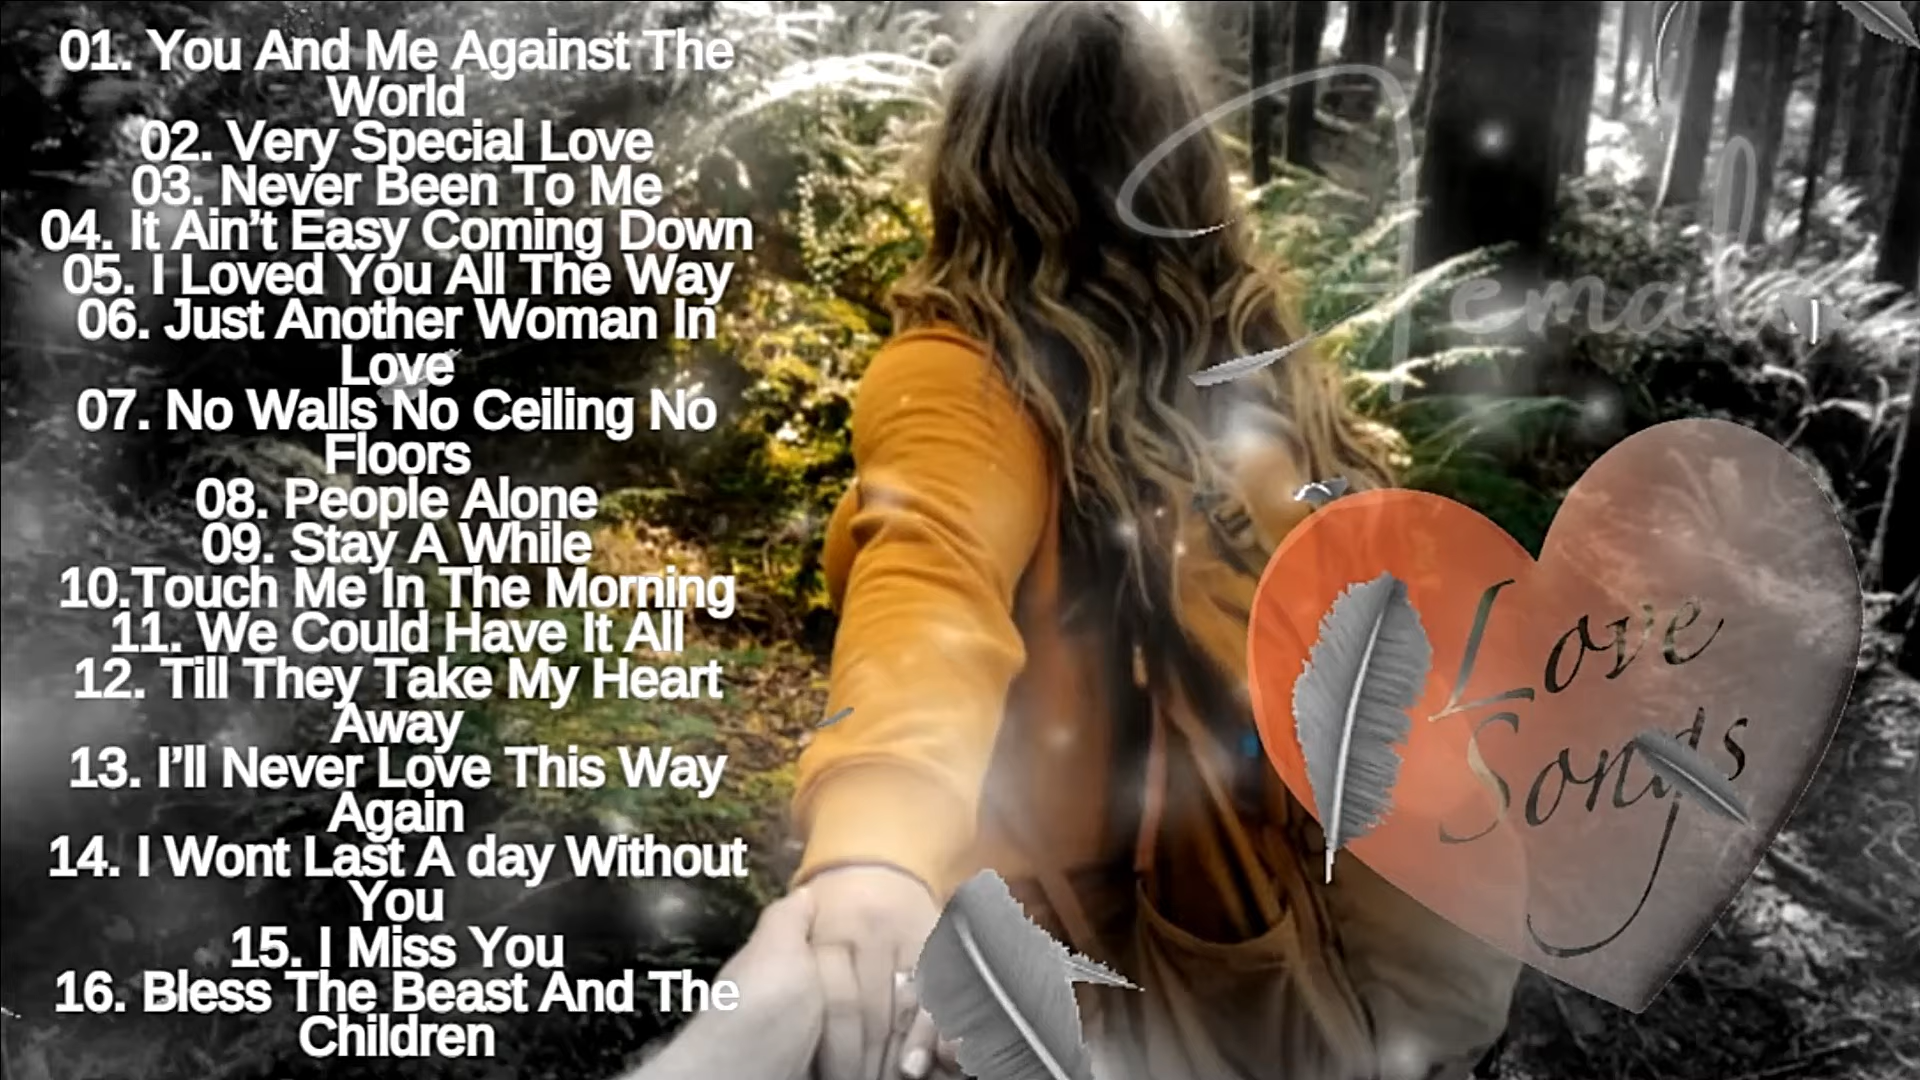 01. You And Me Against The
World
02. Very Special Love
03. Never Been To Me
04. It Ain’t Easy Coming Down
05. I Loved You All The Way
06. Just Another Woman In
Love
07. No Walls No Ceiling No
Floors
08. People Alone
09. Stay A While
10.Touch Me In The Morning
11. We Could Have It All
12. Till They Take My Heart
Away
13. I’ll Never Love This Way
Again
14. I Wont Last A day Without
You
15. I Miss You
16. Bless The Beast And The
Children
Female
Love
Songs